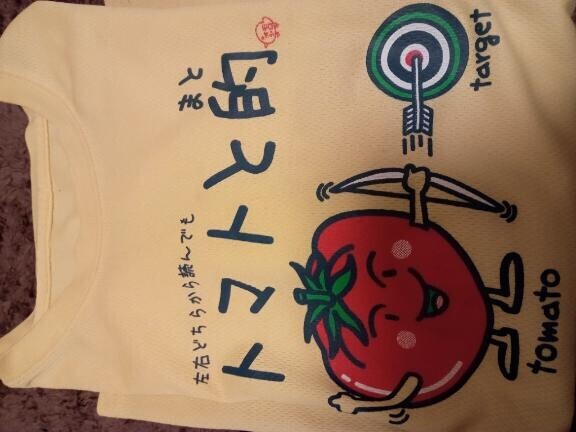 左右どちらから読んでも
トマトと的
まと
tomato
target